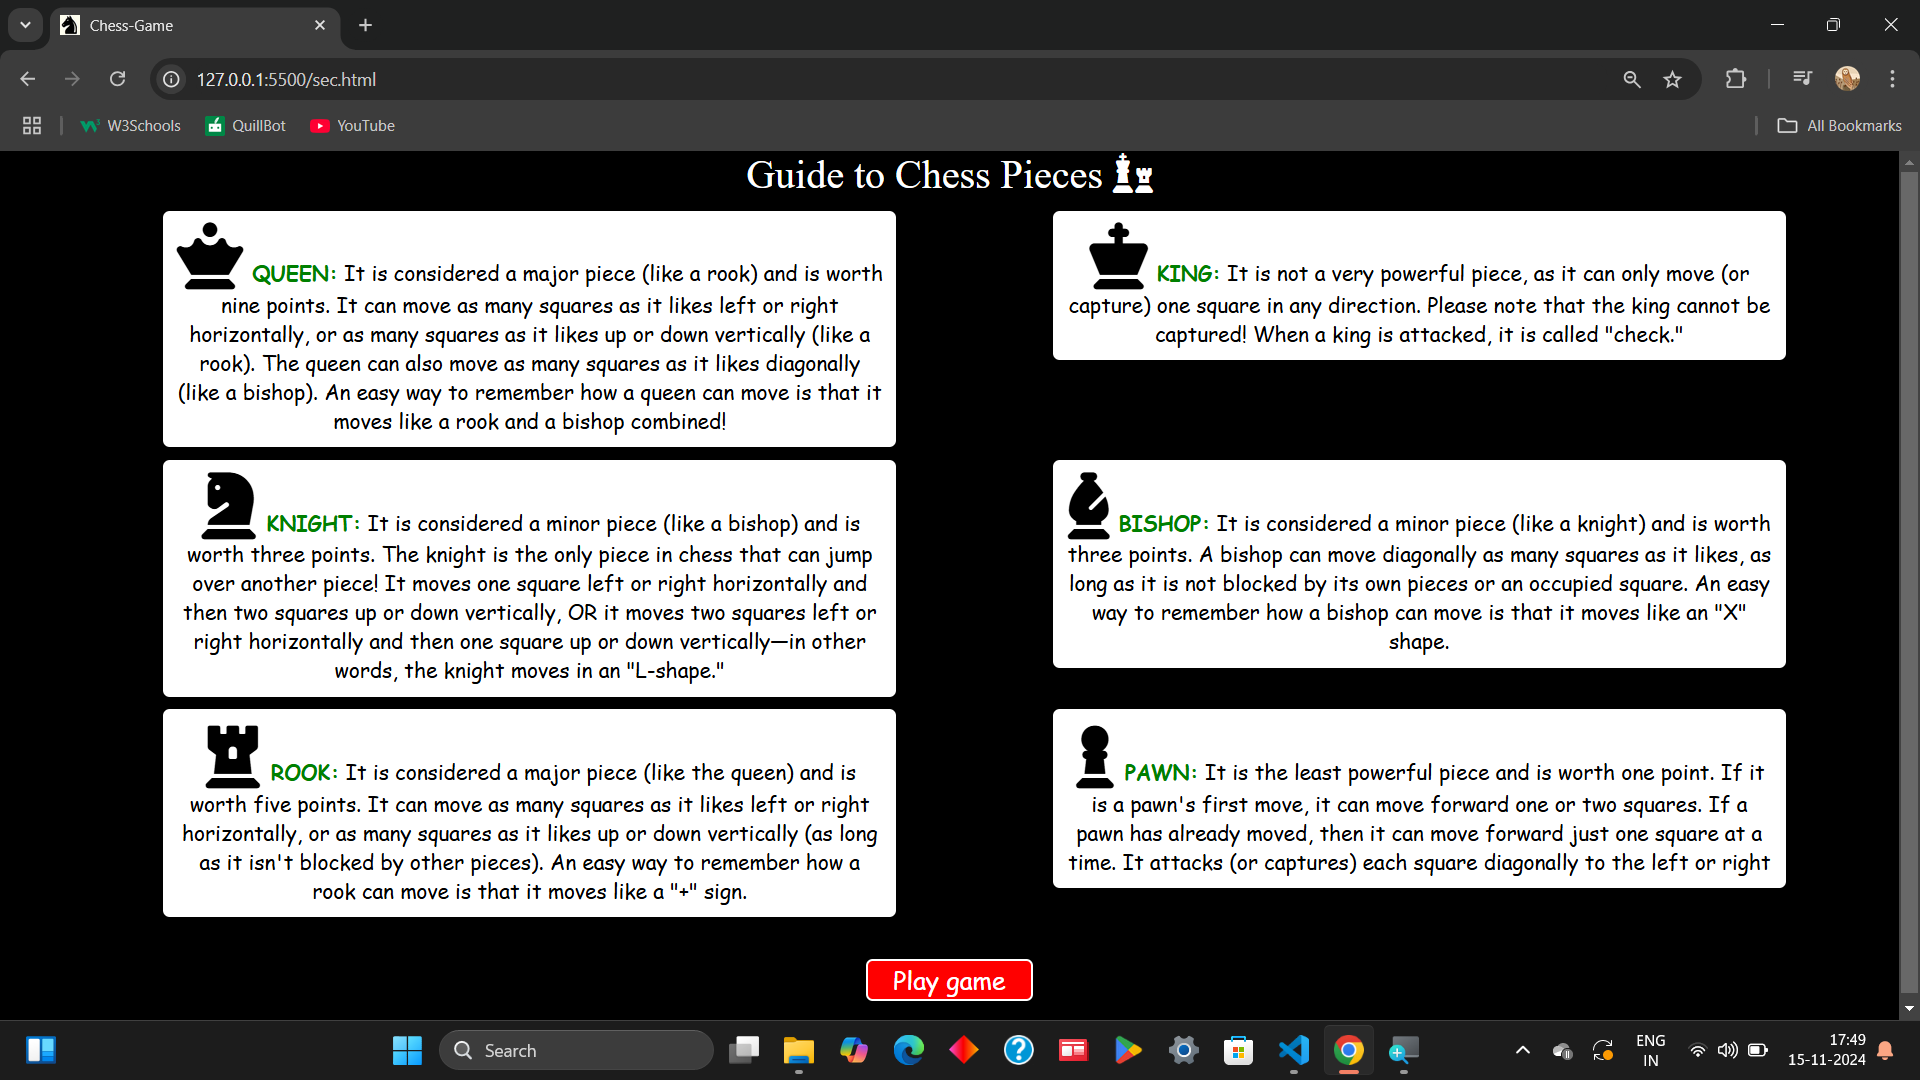 Chess-Game
127.0.0.1:5500/sec.html
W3Schools
QuillBot
YouTube
All Bookmarks
Guide to Chess Pieces
QUEEN: It is considered a major piece (like a rook) and is worth
nine points. It can move as many squares as it likes left or right
horizontally, or as many squares as it likes up or down vertically (like a
rook). The queen can also move as many squares as it likes diagonally
(like a bishop). An easy way to remember how a queen can move is that it
moves like a rook and a bishop combined!
KING: It is not a very powerful piece, as it can only move (or
capture) one square in any direction. Please note that the king cannot be
captured! When a king is attacked, it is called "check."
KNIGHT: It is considered a minor piece (like a bishop) and is
worth three points. The knight is the only piece in chess that can jump
over another piece! It moves one square left or right horizontally and
then two squares up or down vertically, OR it moves two squares left or
right horizontally and then one square up or down vertically—in other
words, the knight moves in an "L-shape."
BISHOP: It is considered a minor piece (like a knight) and is worth
three points. A bishop can move diagonally as many squares as it likes, as
long as it is not blocked by its own pieces or an occupied square. An easy
way to remember how a bishop can move is that it moves like an "X"
shape.
ROOK: It is considered a major piece (like the queen) and is
worth five points. It can move as many squares as it likes left or right
horizontally, or as many squares as it likes up or down vertically (as long
as it isn't blocked by other pieces). An easy way to remember how a
rook can move is that it moves like a "+" sign.
PAWN: It is the least powerful piece and is worth one point. If it
is a pawn's first move, it can move forward one or two squares. If a
pawn has already moved, then it can move forward just one square at a
time. It attacks (or captures) each square diagonally to the left or right
Play game
Search
ENG
IN
17:49
15-11-2024